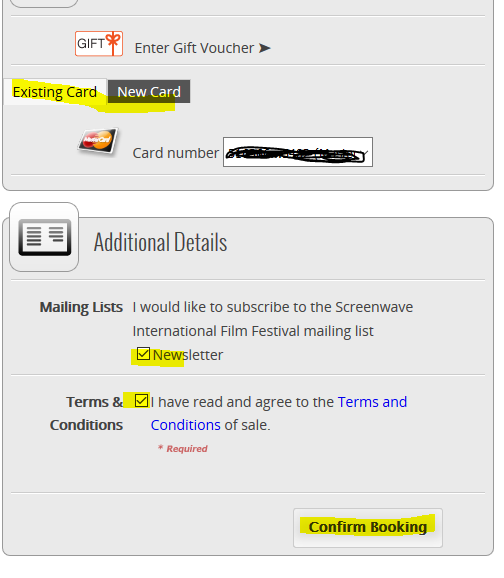 GIFT
Enter Gift Voucher ➤
Existing Card New Card
MasterCard
Card number
Additional Details
Mailing Lists I would like to subscribe to the Screenwave
International Film Festival mailing list
Newsletter
Terms & I have read and agree to the Terms and
Conditions Conditions of sale.
* Required
Confirm Booking